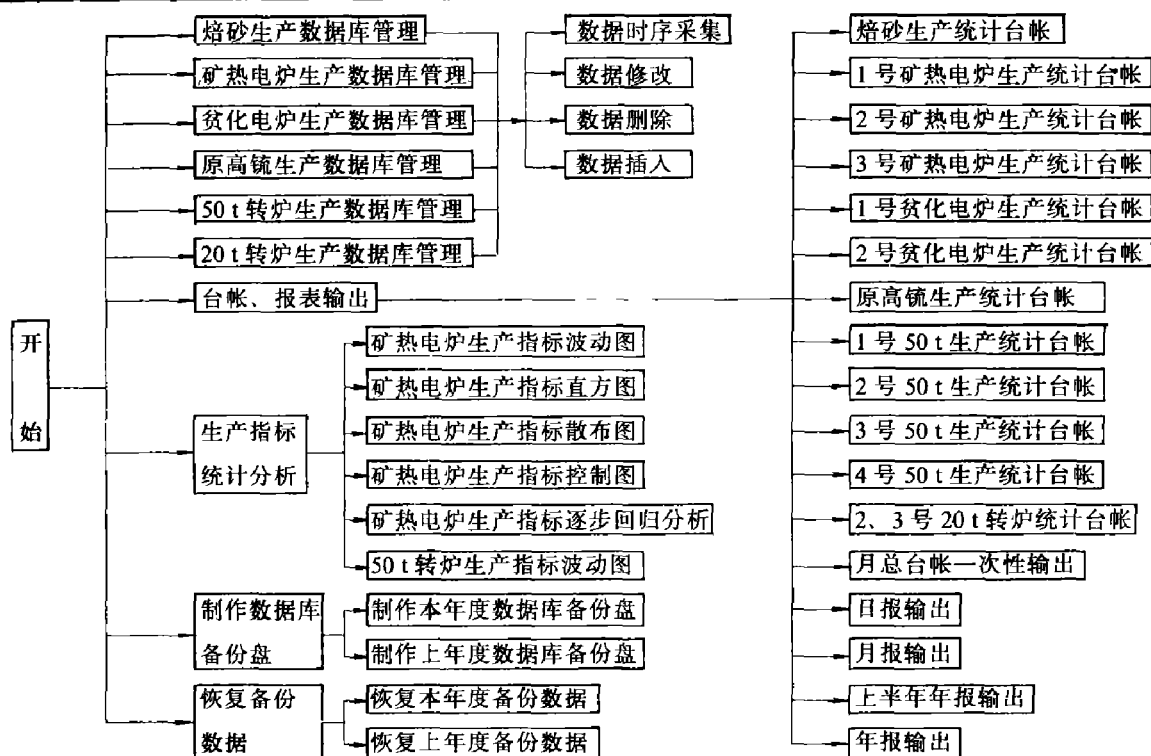 焙砂生产数据库管理
矿热电炉生产数据库管理
贫化电炉生产数据库管理
原高锍生产数据库管理
50 t 转炉生产数据库管理
20 t 转炉生产数据库管理
台帐、报表输出
数据时序采集
数据修改
数据删除
数据插入
开
始
生产指标
统计分析
矿热电炉生产指标波动图
矿热电炉生产指标直方图
矿热电炉生产指标散布图
矿热电炉生产指标控制图
矿热电炉生产指标逐步回归分析
50 t 转炉生产指标波动图
制作数据库
备份盘
制作本年度数据库备份盘
制作上年度数据库备份盘
恢复备份
数据
恢复本年度备份数据
恢复上年度备份数据
焙砂生产统计台帐
1 号矿热电炉生产统计台帐
2 号矿热电炉生产统计台帐
3 号矿热电炉生产统计台帐
1 号贫化电炉生产统计台帐
2 号贫化电炉生产统计台帐
原高锍生产统计台帐
1 号 50 t 生产统计台帐
2 号 50 t 生产统计台帐
3 号 50 t 生产统计台帐
4 号 50 t 生产统计台帐
2、3 号 20 t 转炉统计台帐
月总台帐一次性输出
日报输出
月报输出
上半年年报输出
年报输出